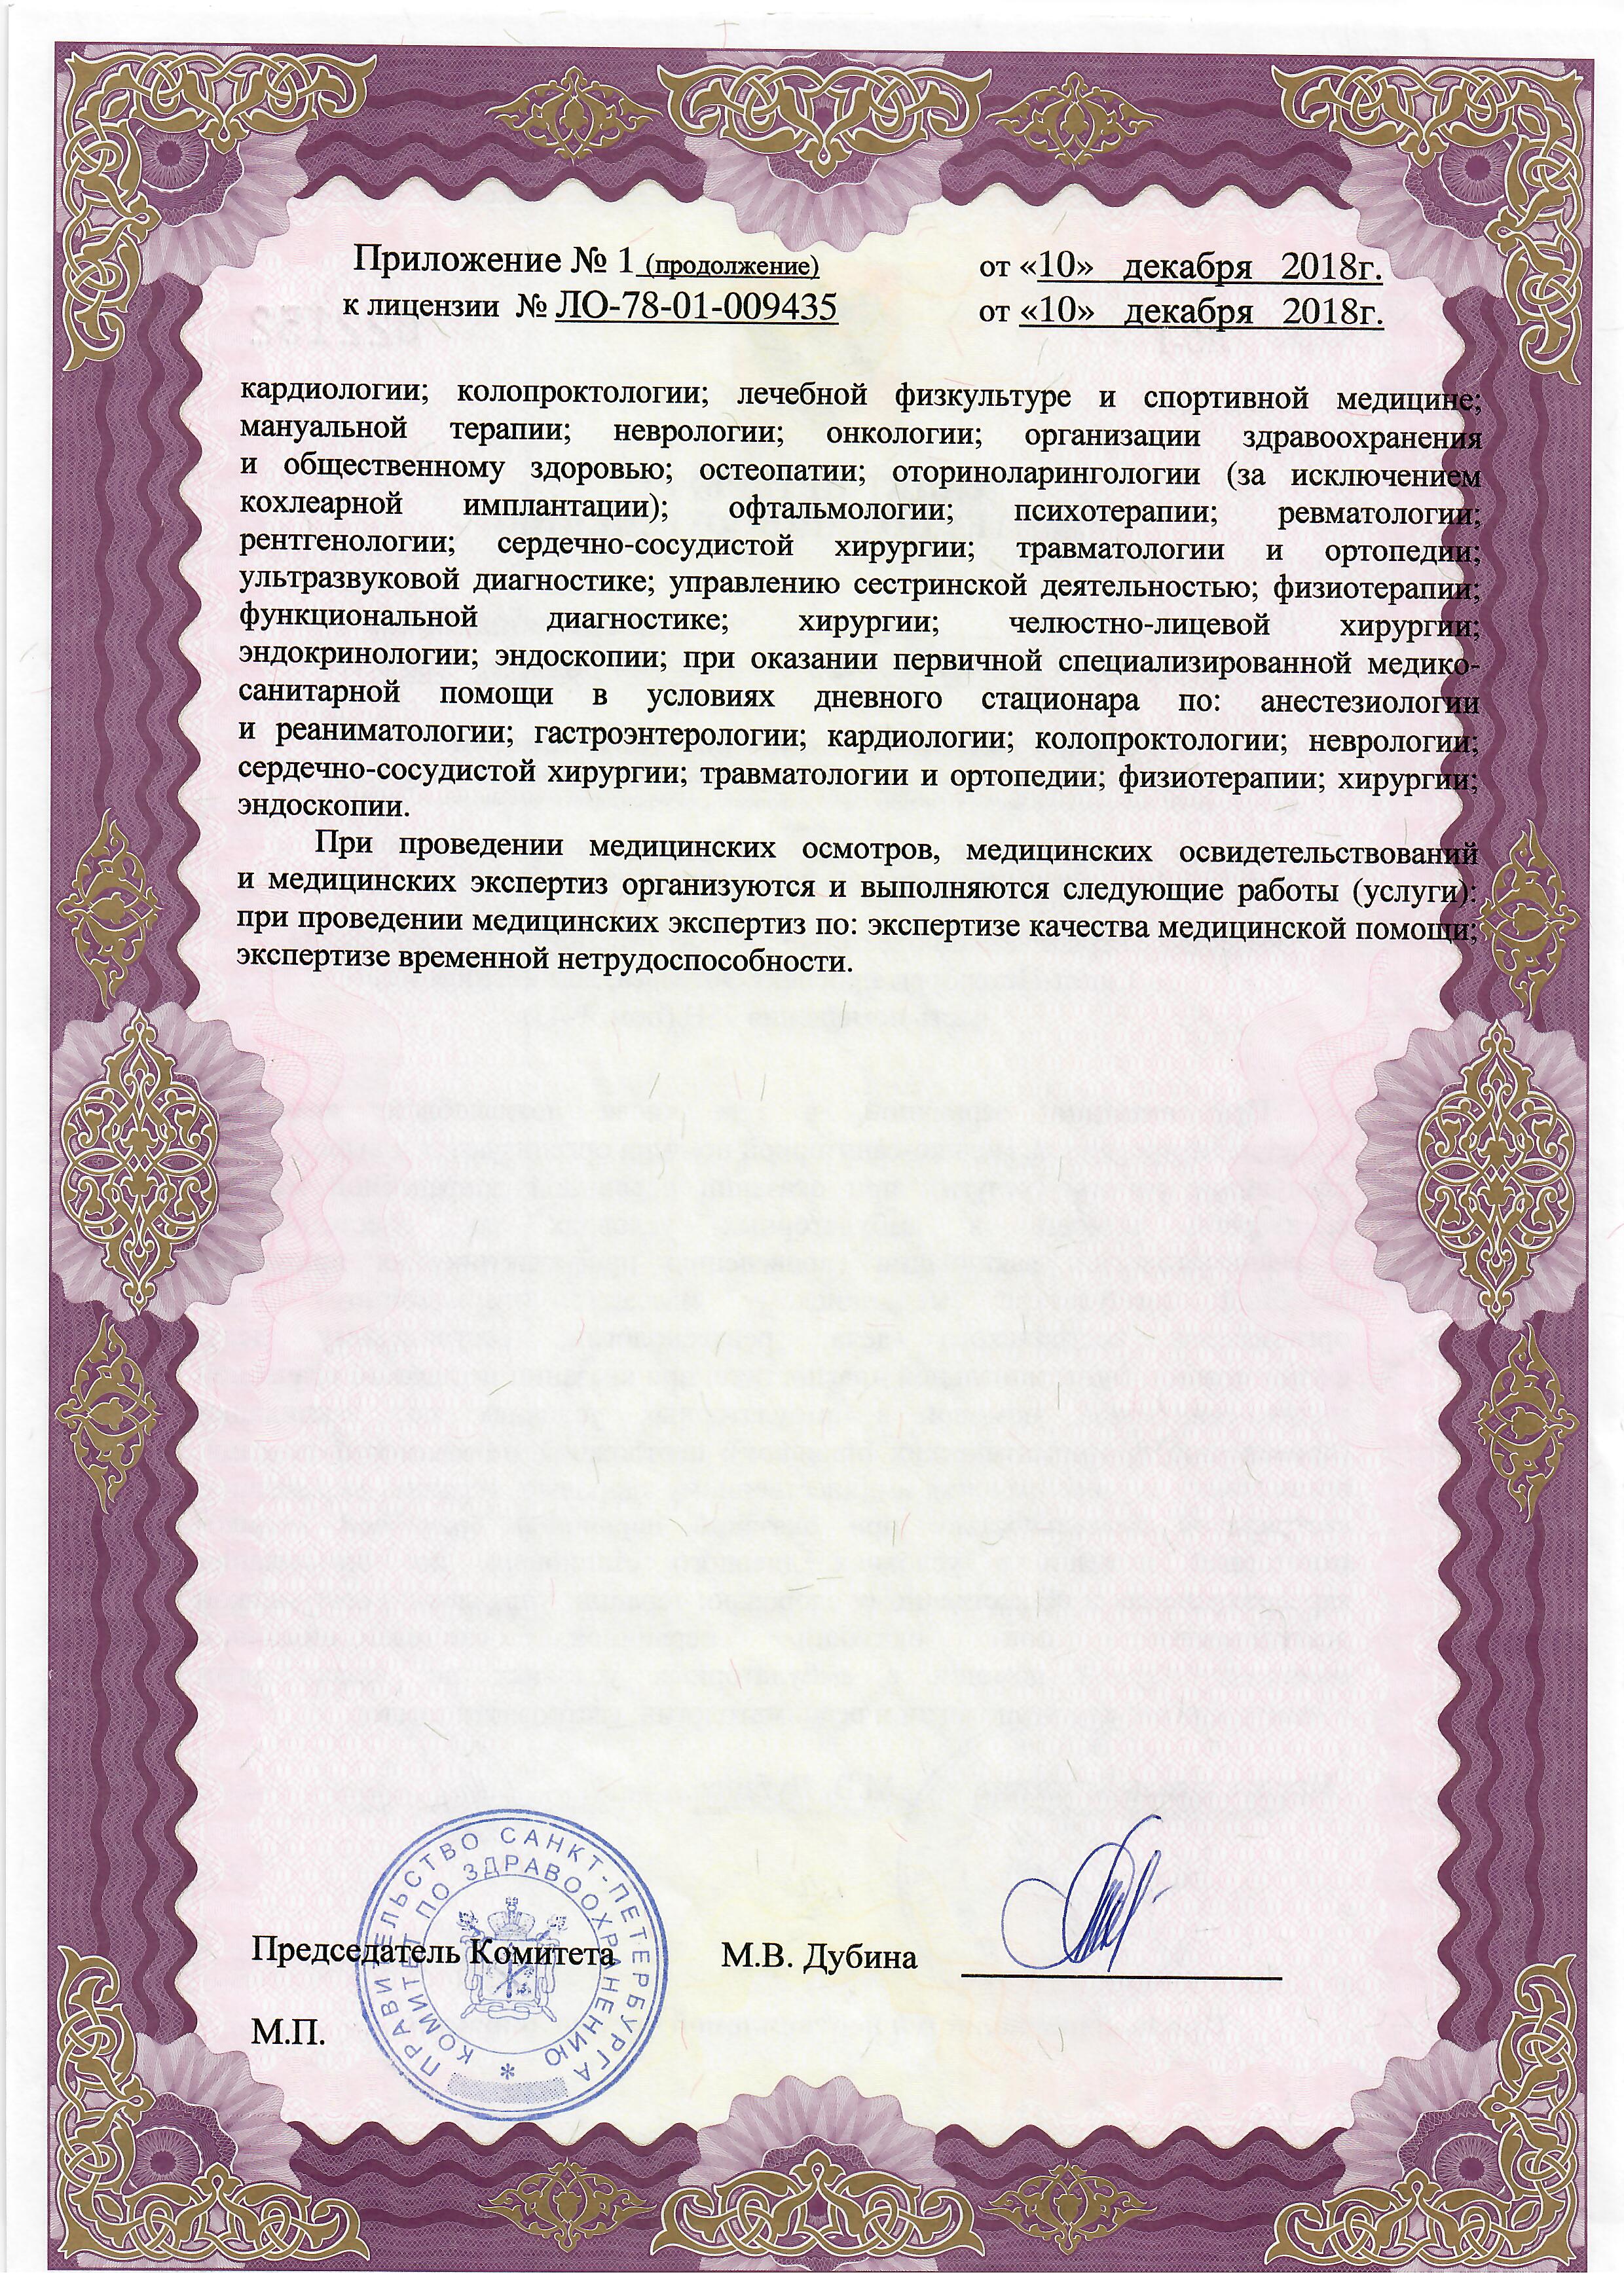 Приложение № 1 (продолжение) от «10» декабря 2018г.
к лицензии № ЛО-78-01-009435 от «10» декабря 2018г.
кардиологии; колопроктологии; лечебной физкультуре и спортивной медицине;
мануальной терапии; неврологии; онкологии; организации здравоохранения
и общественному здоровью; остеопатии; оториноларингологии (за исключением
кохлеарной имплантации); офтальмологии; психотерапии; ревматологии;
рентгенологии; сердечно-сосудистой хирургии; травматологии и ортопедии;
ультразвуковой диагностике; управлению сестринской деятельностью; физиотерапии;
функциональной диагностике; хирургии; челюстно-лицевой хирургии;
эндокринологии; эндоскопии; при оказании первичной специализированной медико-
санитарной помощи в условиях дневного стационара по: анестезиологии
и реаниматологии; гастроэнтерологии; кардиологии; колопроктологии; неврологии;
сердечно-сосудистой хирургии; травматологии и ортопедии; физиотерапии; хирургии;
эндоскопии.
При проведении медицинских осмотров, медицинских освидетельствований
и медицинских экспертиз организуются и выполняются следующие работы (услуги):
при проведении медицинских экспертиз по: экспертизе качества медицинской помощи;
экспертизе временной нетрудоспособности.
ПРАВИТЕЛЬСТВО САНКТ-ПЕТЕРБУРГА
КОМИТЕТ ПО ЗДРАВООХРАНЕНИЮ *
Председатель Комитета М.В. Дубина
М.П.